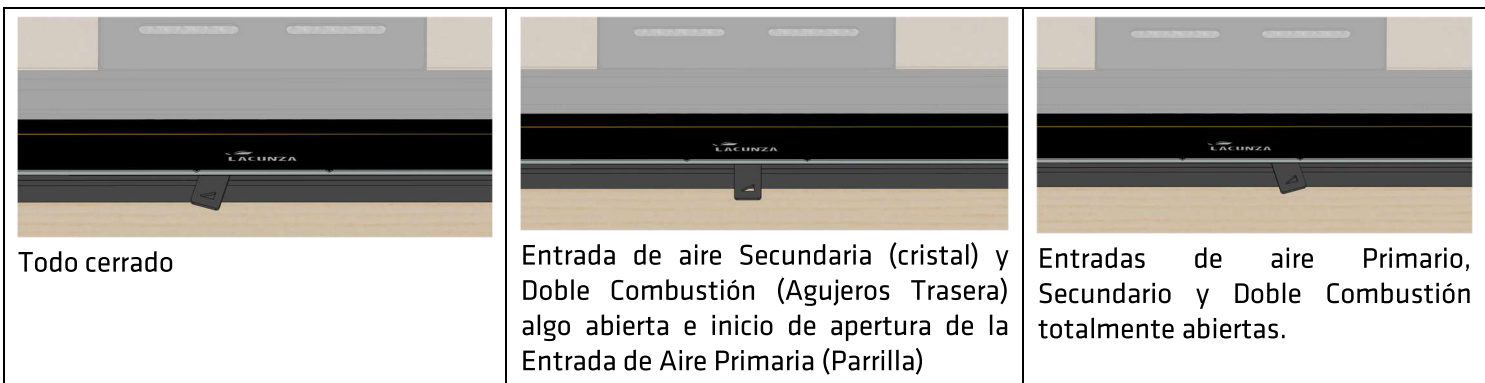 LACUNZA
Todo cerrado
LACUNZA
Entrada de aire Secundaria (cristal) y
Doble Combustión (Agujeros Trasera)
algo abierta e inicio de apertura de la
Entrada de Aire Primaria (Parrilla)
LACUNZA
Entradas de aire Primario,
Secundario y Doble Combustión
totalmente abiertas.